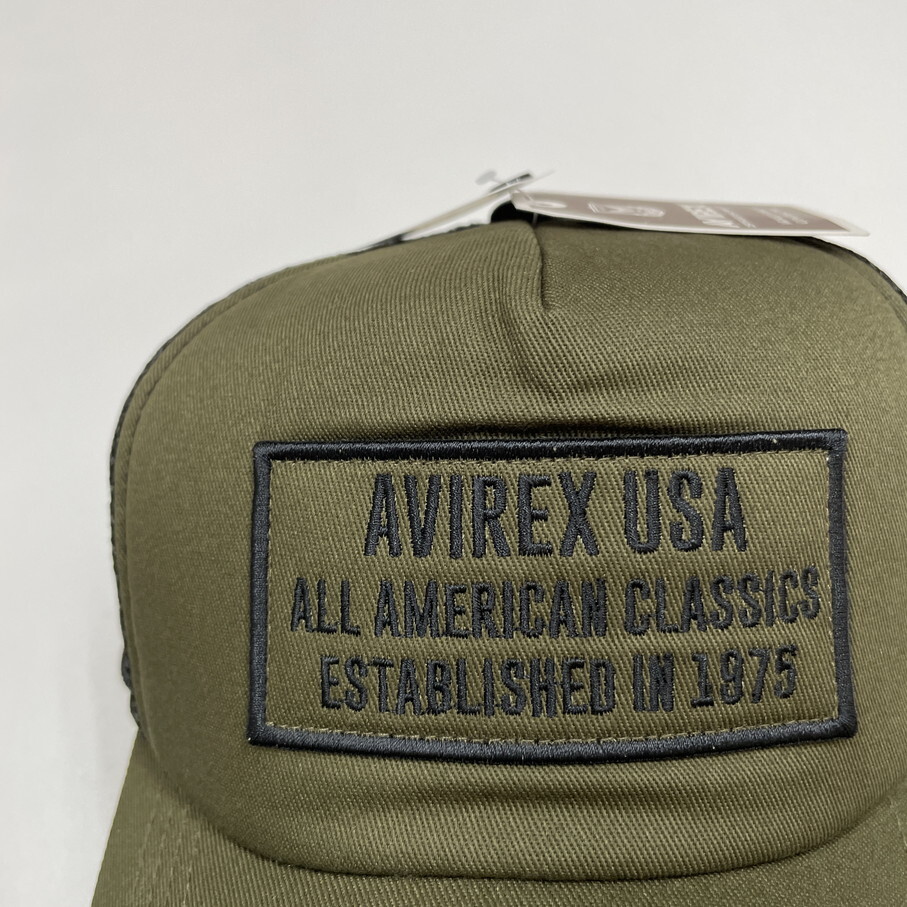 AVIREX USA
ALL AMERICAN CLASSICS
ESTABLISHED IN 1975